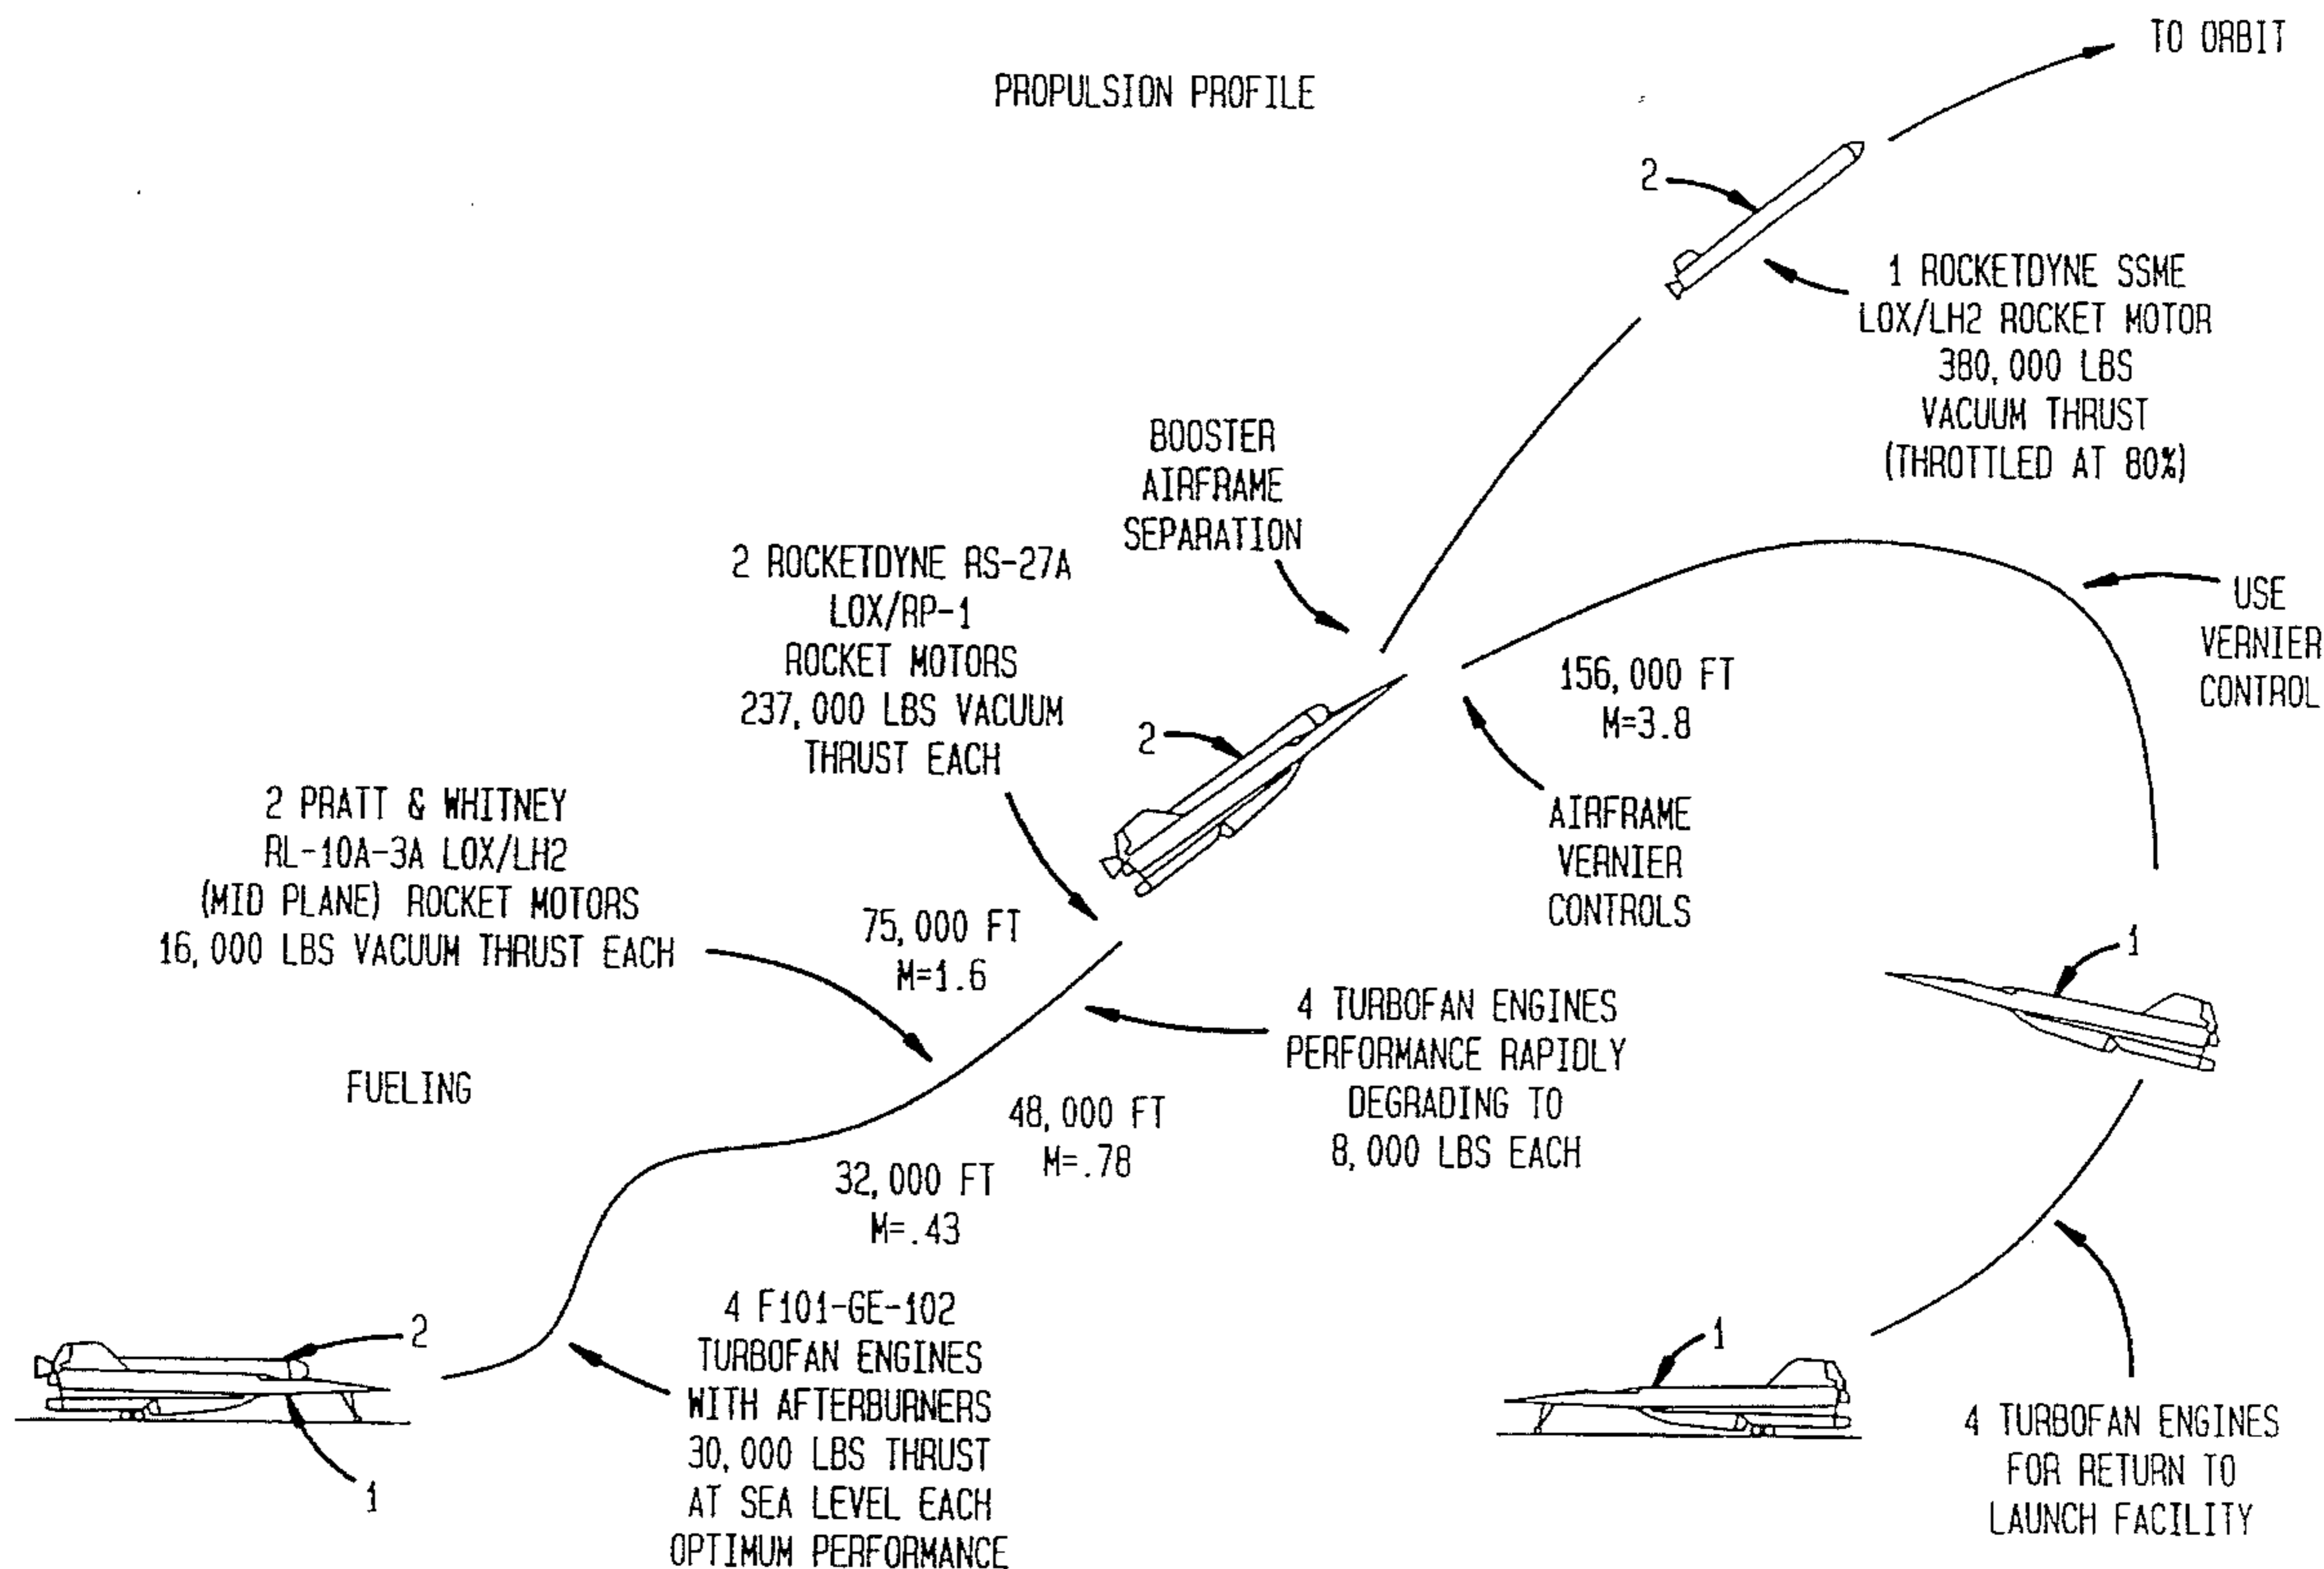 TO ORBIT
PROPULSION PROFILE
2
1 ROCKETDYNE SSME
LOX/LH2 ROCKET MOTOR
380,000 LBS
VACUUM THRUST
(THROTTLED AT 80%)
BOOSTER
AIRFRAME
SEPARATION
2 ROCKETDYNE RS-27A
LOX/RP-1
ROCKET MOTORS
237,000 LBS VACUUM
THRUST EACH
USE
VERNIER
CONTROL
156,000 FT
M=3.8
2
AIRFRAME
VERNIER
CONTROLS
2 PRATT & WHITNEY
RL-10A-3A LOX/LH2
(MID PLANE) ROCKET MOTORS
16,000 LBS VACUUM THRUST EACH
75,000 FT
M=1.6
1
4 TURBOFAN ENGINES
PERFORMANCE RAPIDLY
DEGRADING TO
8,000 LBS EACH
FUELING
48,000 FT
M=.78
32,000 FT
M=.43
4 F101-GE-102
TURBOFAN ENGINES
WITH AFTERBURNERS
30,000 LBS THRUST
AT SEA LEVEL EACH
OPTIMUM PERFORMANCE
2
1
1
4 TURBOFAN ENGINES
FOR RETURN TO
LAUNCH FACILITY